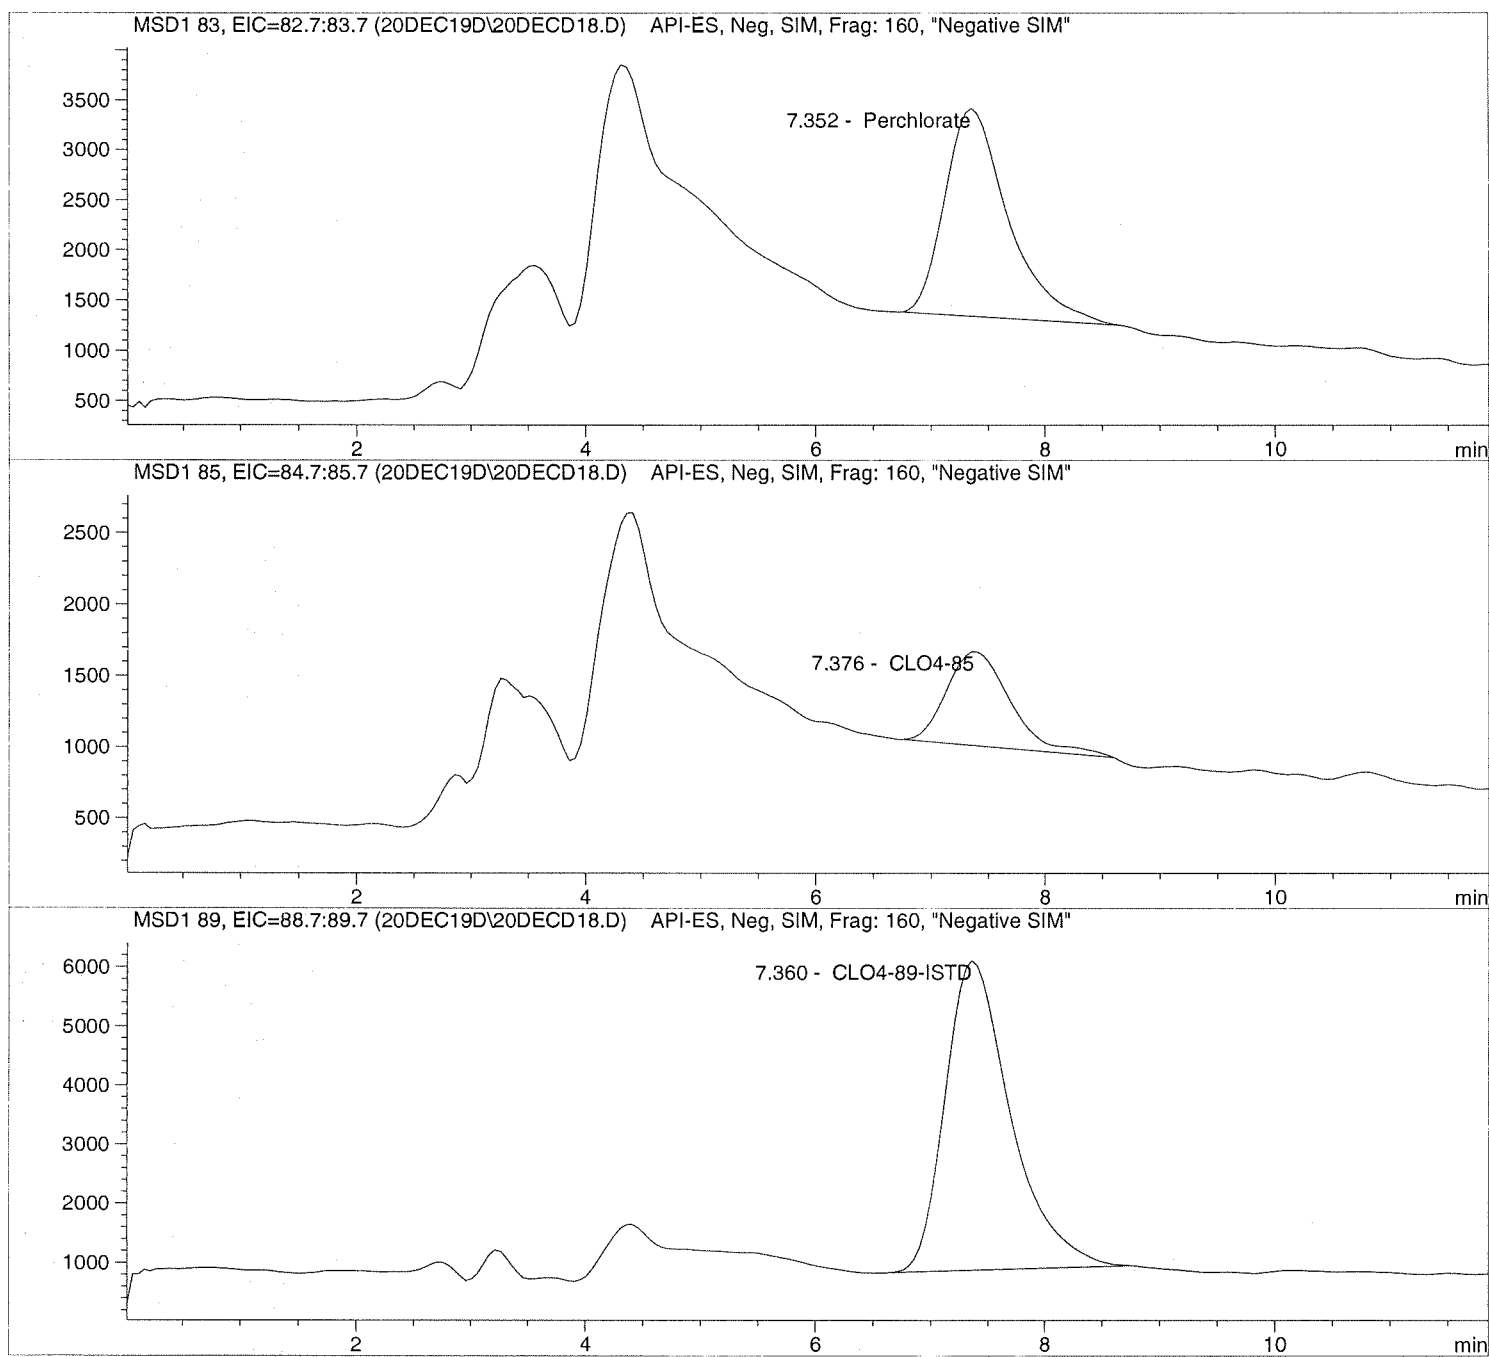 MSD1 83, EIC=82.7:83.7 (20DEC19D\20DECD18.D) API-ES, Neg, SIM, Frag: 160, "Negative SIM"
3500
7.352 - Perchlorate
3000
2500
2000
1500
1000
500
2 4 6 8 10 min
MSD1 85, EIC=84.7:85.7 (20DEC19D\20DECD18.D) API-ES, Neg, SIM, Frag: 160, "Negative SIM"
2500
2000
7.376 - CLO4-85
1500
1000
500
2 4 6 8 10 min
MSD1 89, EIC=88.7:89.7 (20DEC19D\20DECD18.D) API-ES, Neg, SIM, Frag: 160, "Negative SIM"
6000
7.360 - CLO4-89-ISTD
5000
4000
3000
2000
1000
2 4 6 8 10 min